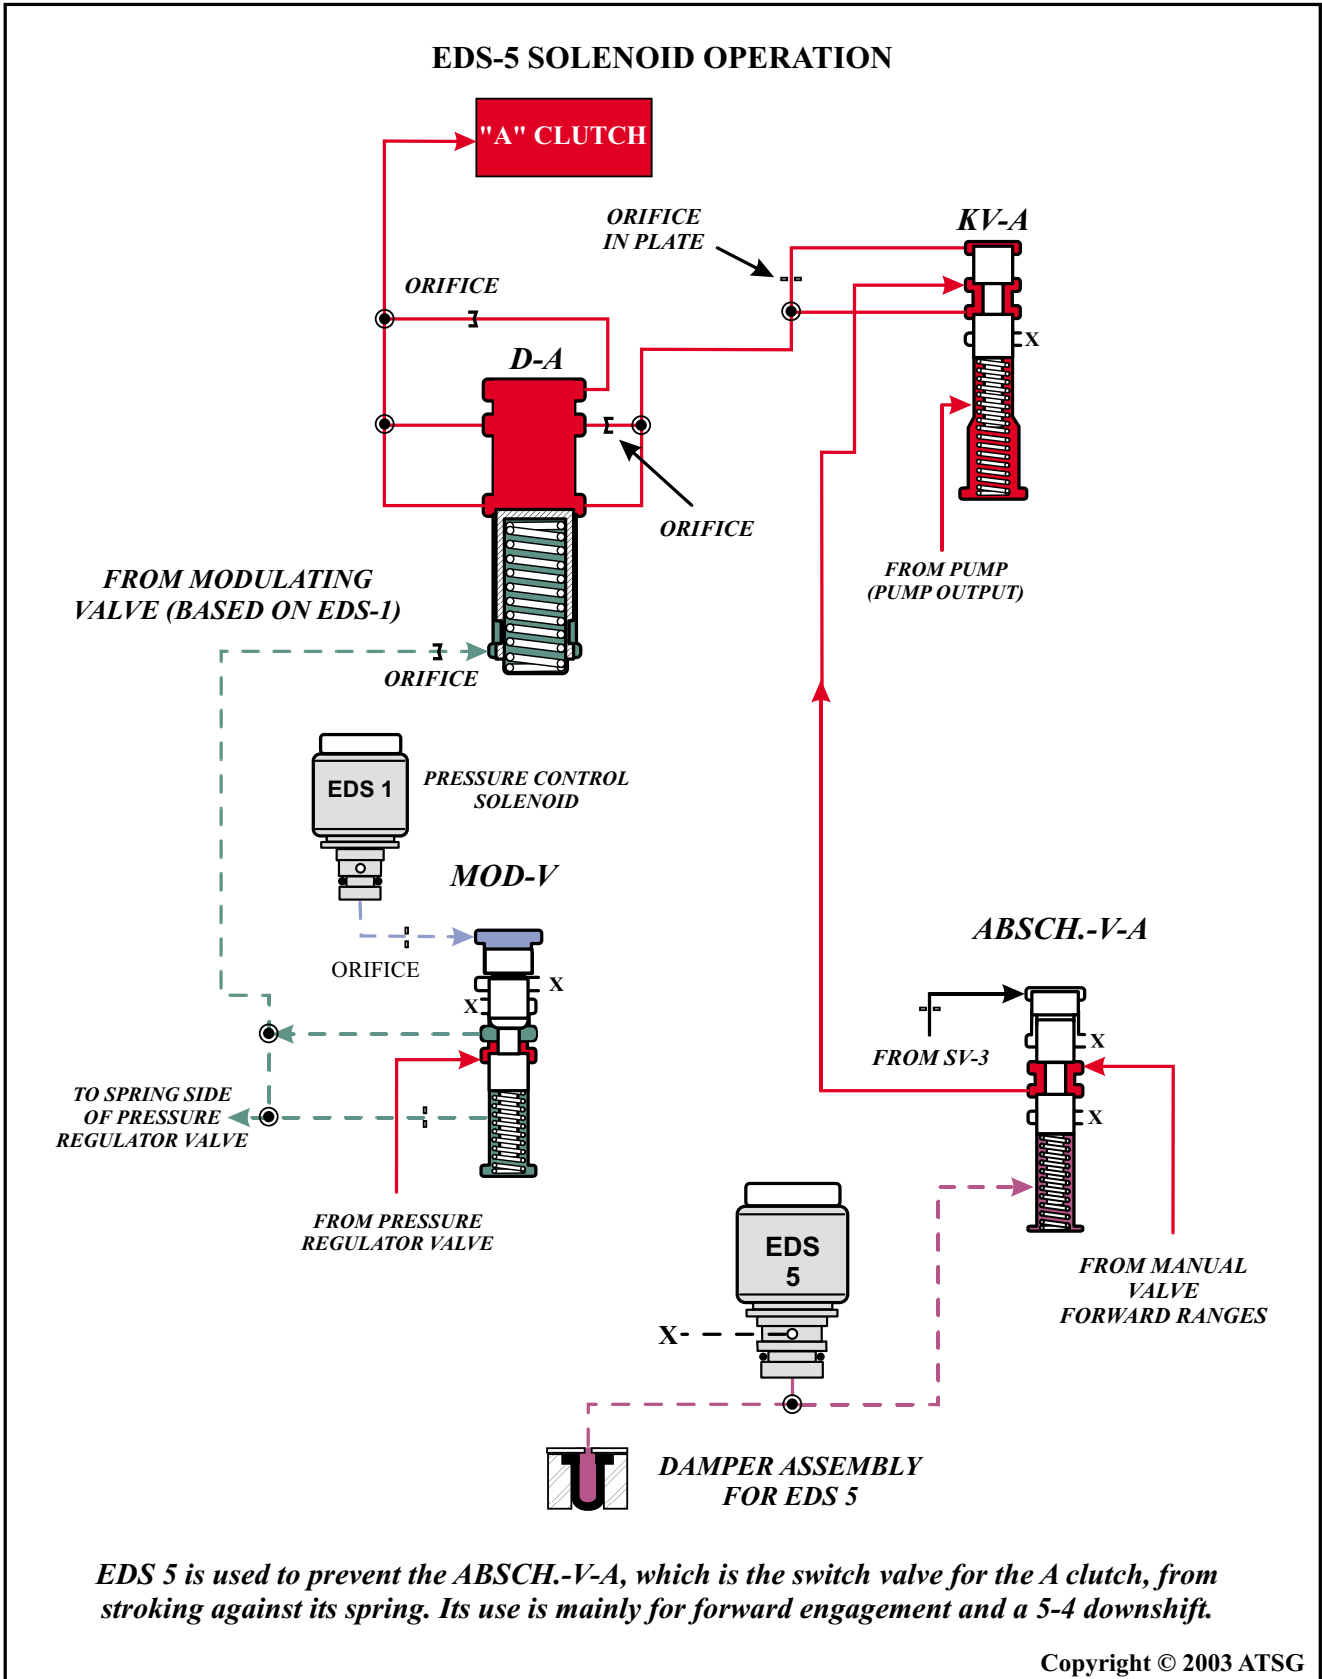 EDS-5 SOLENOID OPERATION
"A" CLUTCH
ORIFICE
IN PLATE
KV-A
ORIFICE
X
D-A
ORIFICE
FROM PUMP
(PUMP OUTPUT)
FROM MODULATING
VALVE (BASED ON EDS-1)
ORIFICE
EDS 1
PRESSURE CONTROL
SOLENOID
MOD-V
ORIFICE
X
X
ABSCH.-V-A
FROM SV-3
X
X
TO SPRING SIDE
OF PRESSURE
REGULATOR VALVE
FROM PRESSURE
REGULATOR VALVE
EDS
5
X
FROM MANUAL
VALVE
FORWARD RANGES
DAMPER ASSEMBLY
FOR EDS 5
EDS 5 is used to prevent the ABSCH.-V-A, which is the switch valve for the A clutch, from
stroking against its spring. Its use is mainly for forward engagement and a 5-4 downshift.
Copyright © 2003 ATSG